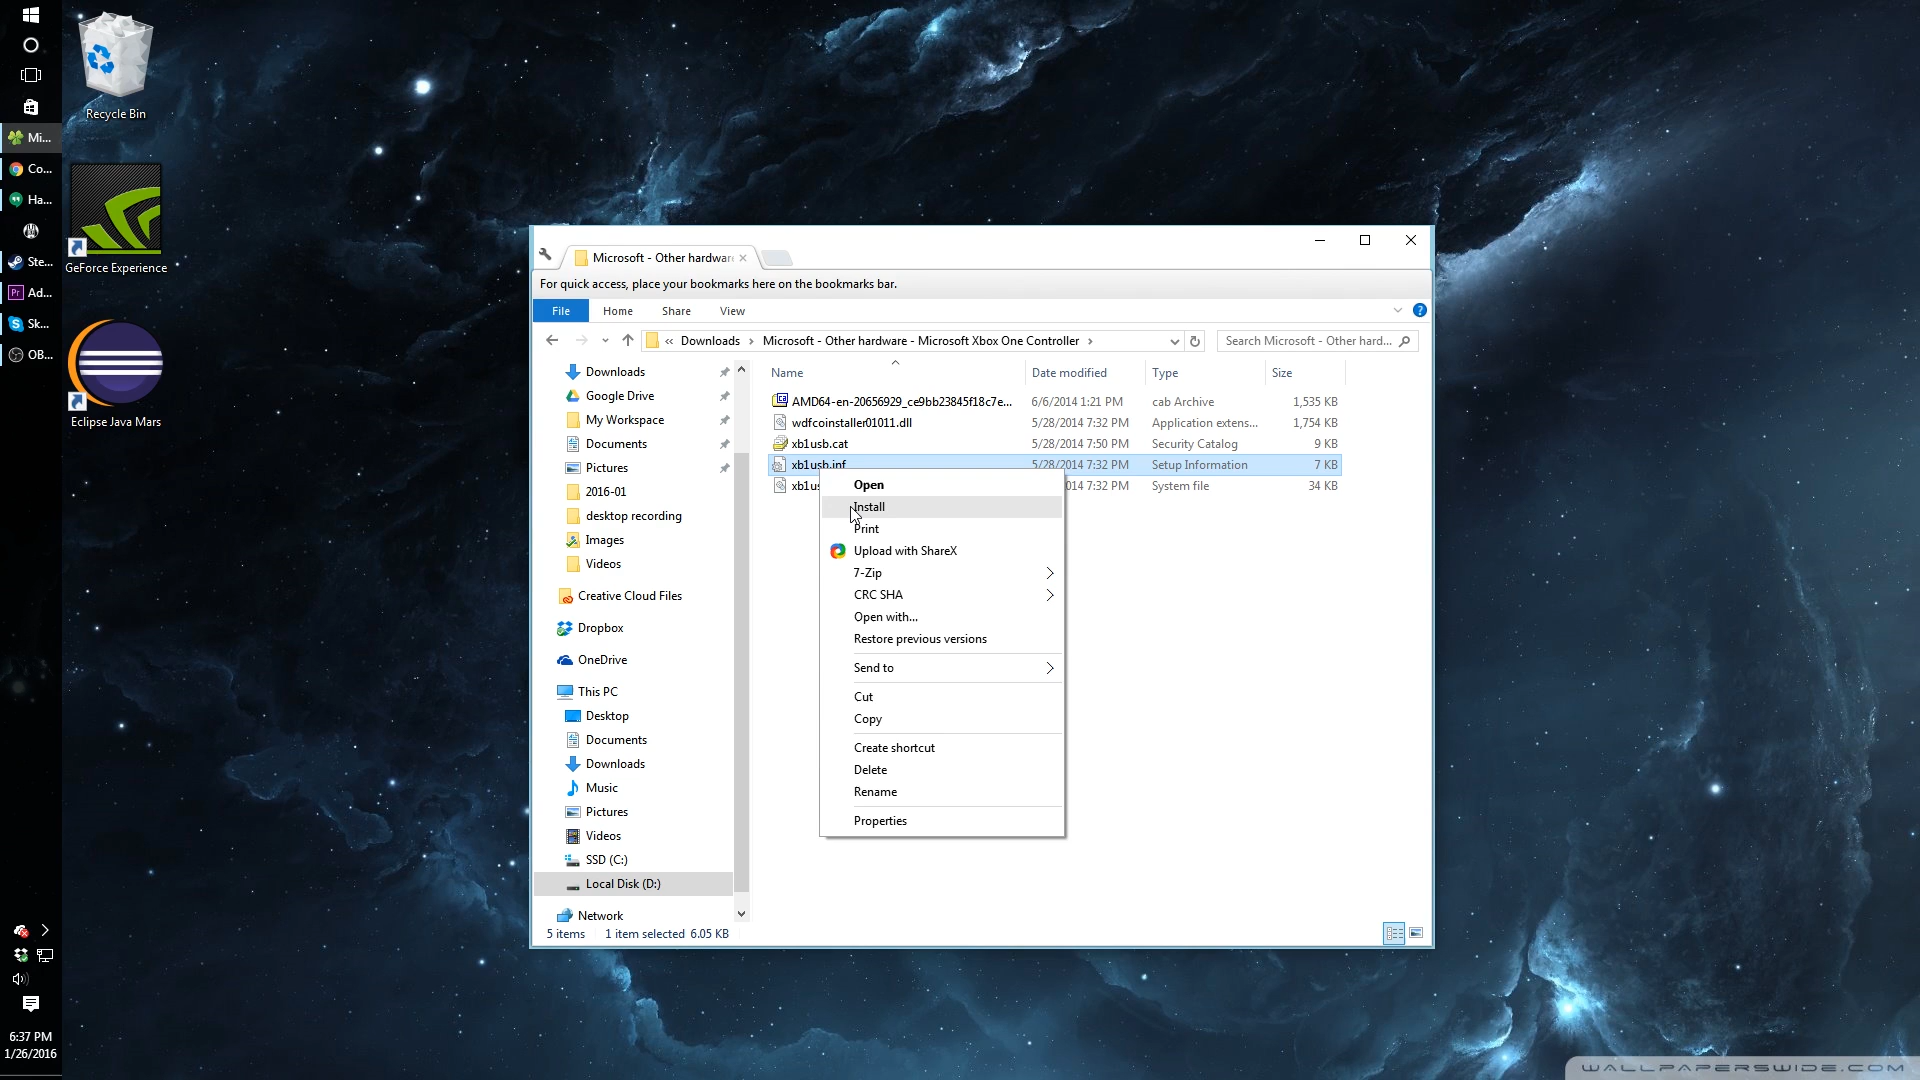 Recycle Bin
GeForce Experience
Eclipse Java Mars
Mi...
Co...
Ha...
Ste...
Pr Ad...
Sk...
OB...
6:37 PM
1/26/2016
Microsoft - Other hardwar
For quick access, place your bookmarks here on the bookmarks bar.
File Home Share View
« Downloads › Microsoft - Other hardware - Microsoft Xbox One Controller ›
Search Microsoft - Other hard...
Downloads
Google Drive
My Workspace
Documents
Pictures
2016-01
desktop recording
Images
Videos
Creative Cloud Files
Dropbox
OneDrive
This PC
Desktop
Documents
Downloads
Music
Pictures
Videos
SSD (C:)
Local Disk (D:)
Network
Name Date modified Type Size
AMD64-en-20656929_ce9bb23845f18c7e... 6/6/2014 1:21 PM cab Archive 1,535 KB
wdfcoinstaller01011.dll 5/28/2014 7:32 PM Application extens... 1,754 KB
xb1usb.cat 5/28/2014 7:50 PM Security Catalog 9 KB
xb1usb.inf 5/28/2014 7:32 PM Setup Information 7 KB
xb1us 014 7:32 PM System file 34 KB
Open
Install
Print
Upload with ShareX
7-Zip
CRC SHA
Open with...
Restore previous versions
Send to
Cut
Copy
Create shortcut
Delete
Rename
Properties
5 items 1 item selected 6.05 KB
WALLPAPERSWIDE.COM